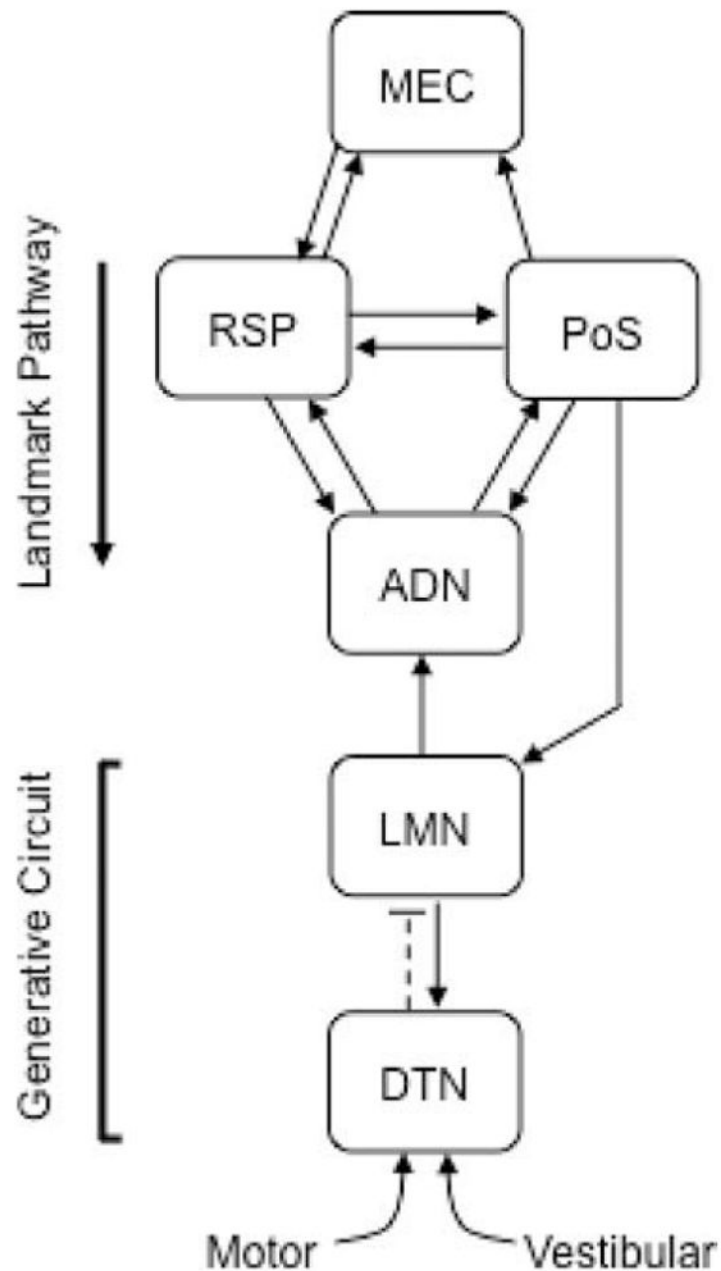 MEC
Landmark Pathway
RSP
PoS
ADN
Generative Circuit
LMN
DTN
Motor
Vestibular